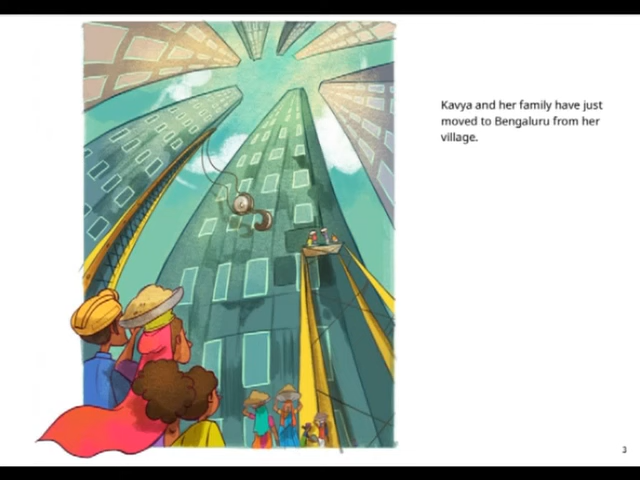 Kavya and her family have just
moved to Bengaluru from her
village.
3